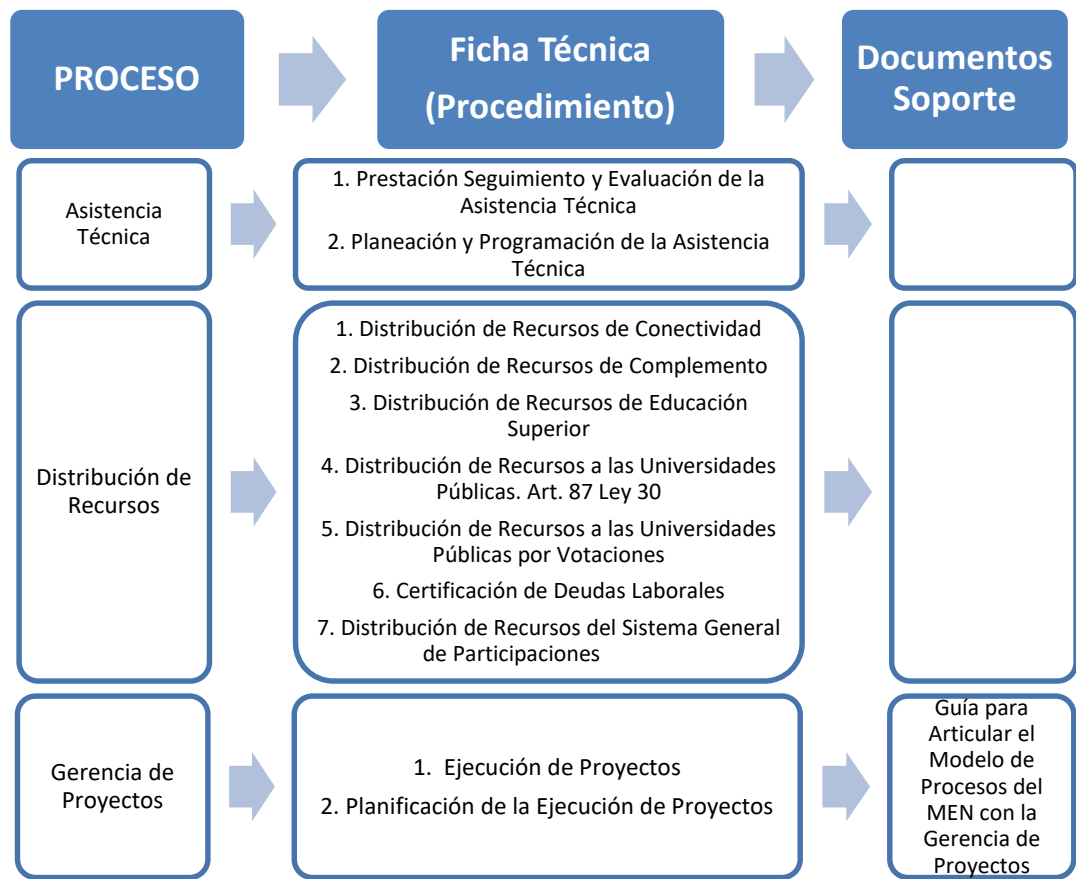 PROCESO
Ficha Técnica
(Procedimiento)
Documentos
Soporte
Asistencia
Técnica
1. Prestación Seguimiento y Evaluación de la
Asistencia Técnica
2. Planeación y Programación de la Asistencia
Técnica
Distribución de
Recursos
1. Distribución de Recursos de Conectividad
2. Distribución de Recursos de Complemento
3. Distribución de Recursos de Educación
Superior
4. Distribución de Recursos a las Universidades
Públicas. Art. 87 Ley 30
5. Distribución de Recursos a las Universidades
Públicas por Votaciones
6. Certificación de Deudas Laborales
7. Distribución de Recursos del Sistema General
de Participaciones
Gerencia de
Proyectos
1. Ejecución de Proyectos
2. Planificación de la Ejecución de Proyectos
Guía para
Articular el
Modelo de
Procesos del
MEN con la
Gerencia de
Proyectos